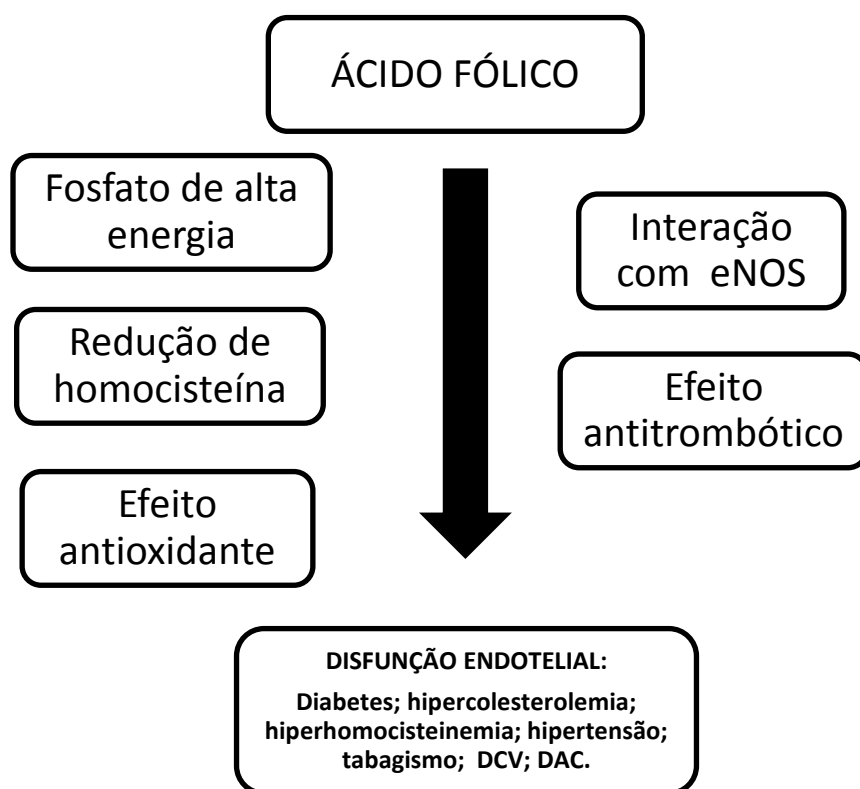 ÁCIDO FÓLICO
Fosfato de alta
energia
Redução de
homocisteína
Efeito
antioxidante
Interação
com eNOS
Efeito
antitrombótico
DISFUNÇÃO ENDOTELIAL:
Diabetes; hipercolesterolemia;
hiperhomocisteinemia; hipertensão;
tabagismo; DCV; DAC.